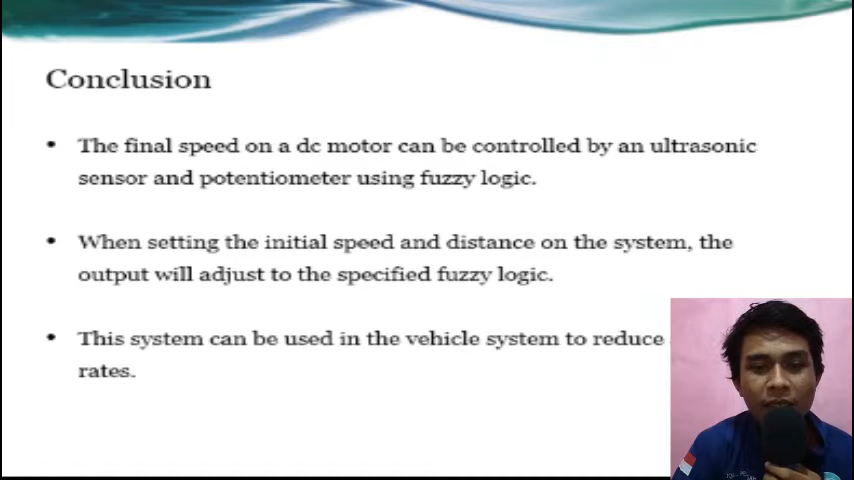 Conclusion
• The final speed on a dc motor can be controlled by an ultrasonic
sensor and potentiometer using fuzzy logic.
• When setting the initial speed and distance on the system, the
output will adjust to the specified fuzzy logic.
• This system can be used in the vehicle system to reduce
rates.